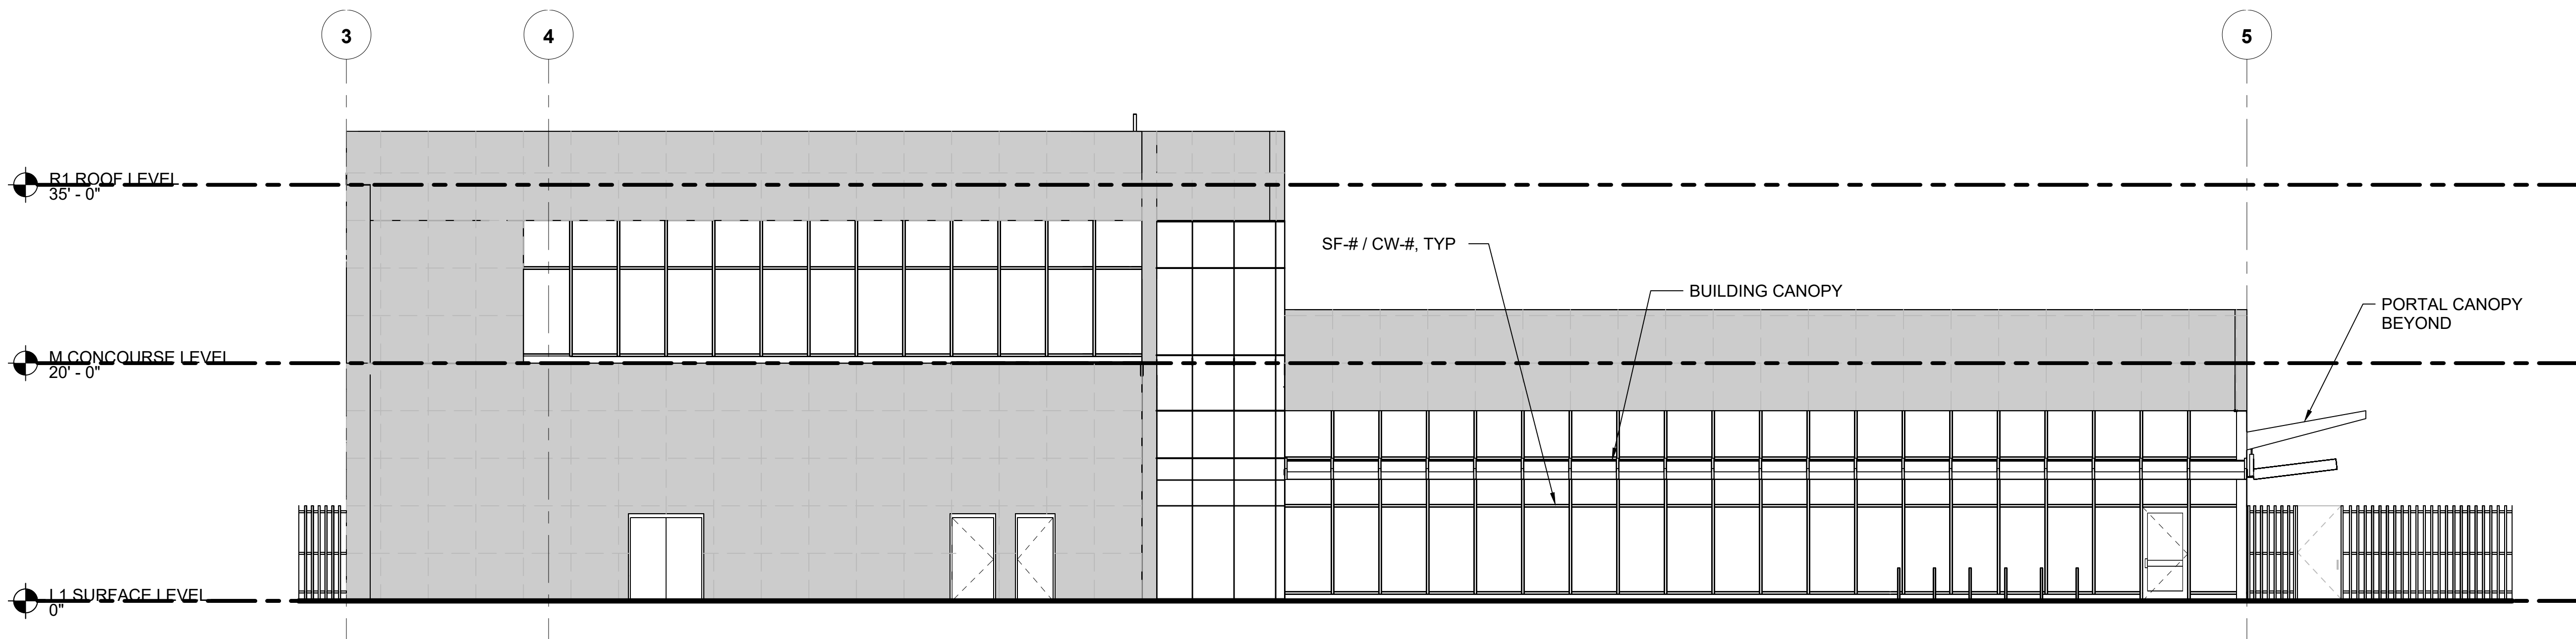 3
4
5
R1 ROOF LEVEL
35' - 0"
SF-# / CW-#, TYP
BUILDING CANOPY
PORTAL CANOPY
BEYOND
M CONCOURSE LEVEL
20' - 0"
L1 SURFACE LEVEL
0"